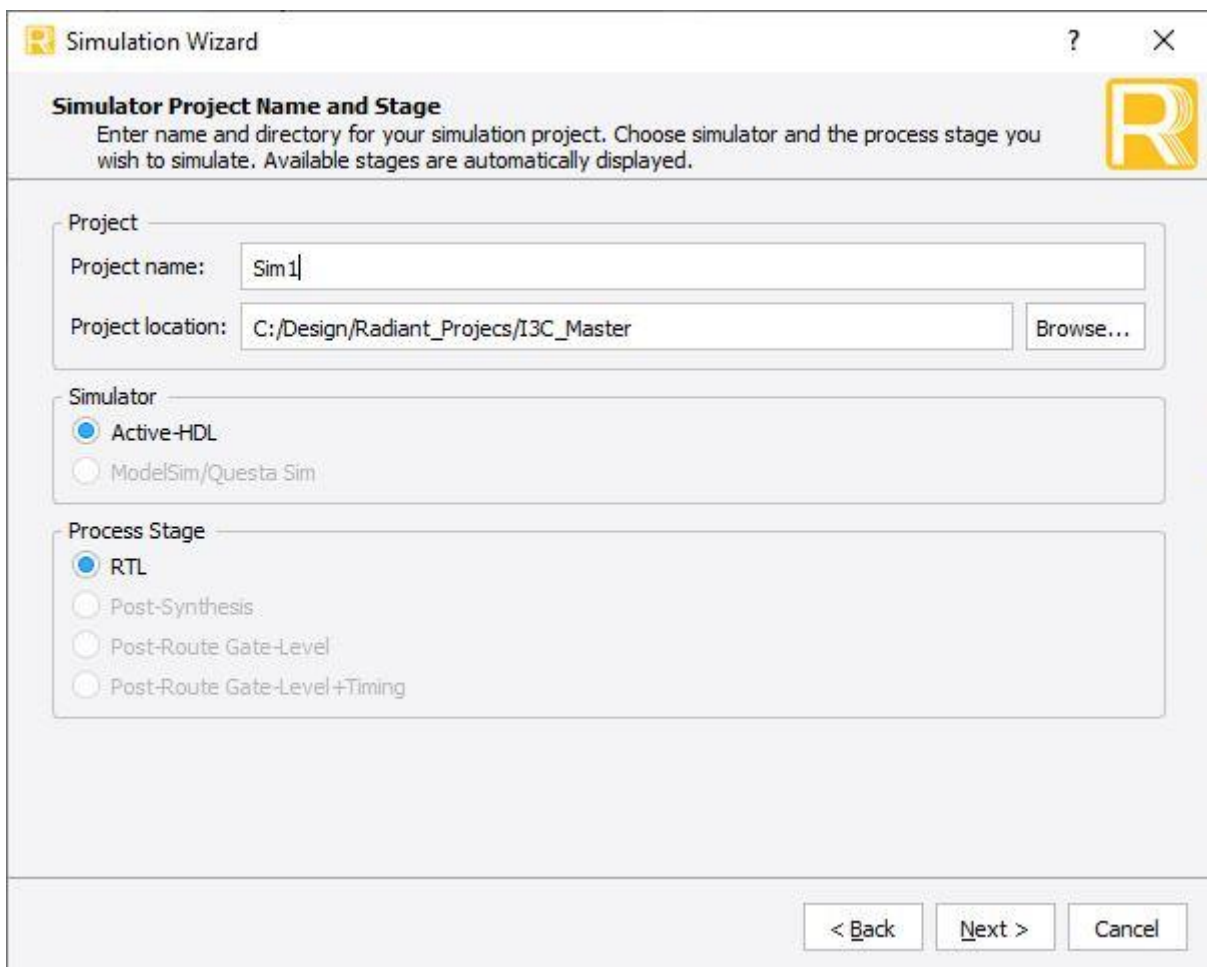 Simulation Wizard ? X
Simulator Project Name and Stage
Enter name and directory for your simulation project. Choose simulator and the process stage you
wish to simulate. Available stages are automatically displayed.
R
Project
Project name: Sim1
Project location: C:/Design/Radiant_Projecs/I3C_Master Browse...
Simulator
Active-HDL
ModelSim/Questa Sim
Process Stage
RTL
Post-Synthesis
Post-Route Gate-Level
Post-Route Gate-Level+Timing
< Back Next > Cancel